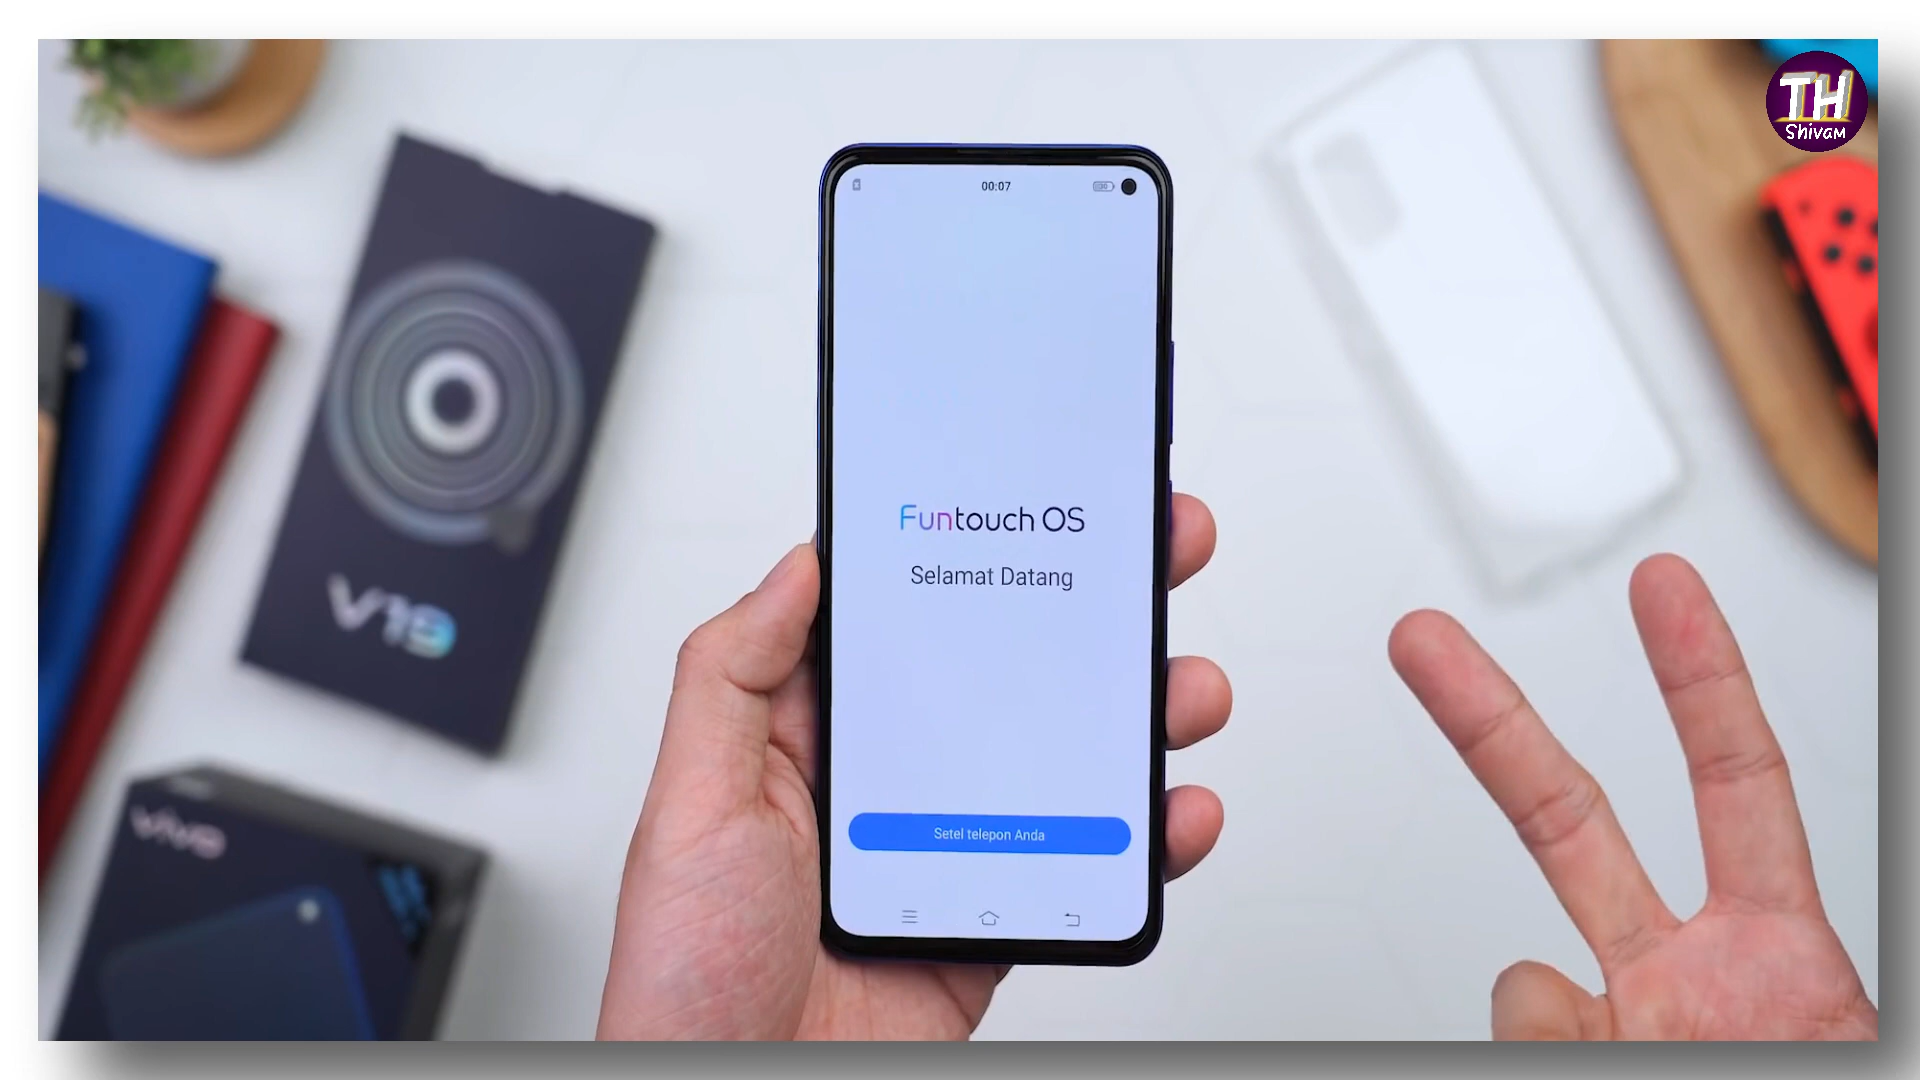 TH
Shivam
00:07
Funtouch OS
Selamat Datang
Setel telepon Anda
V19
vivo